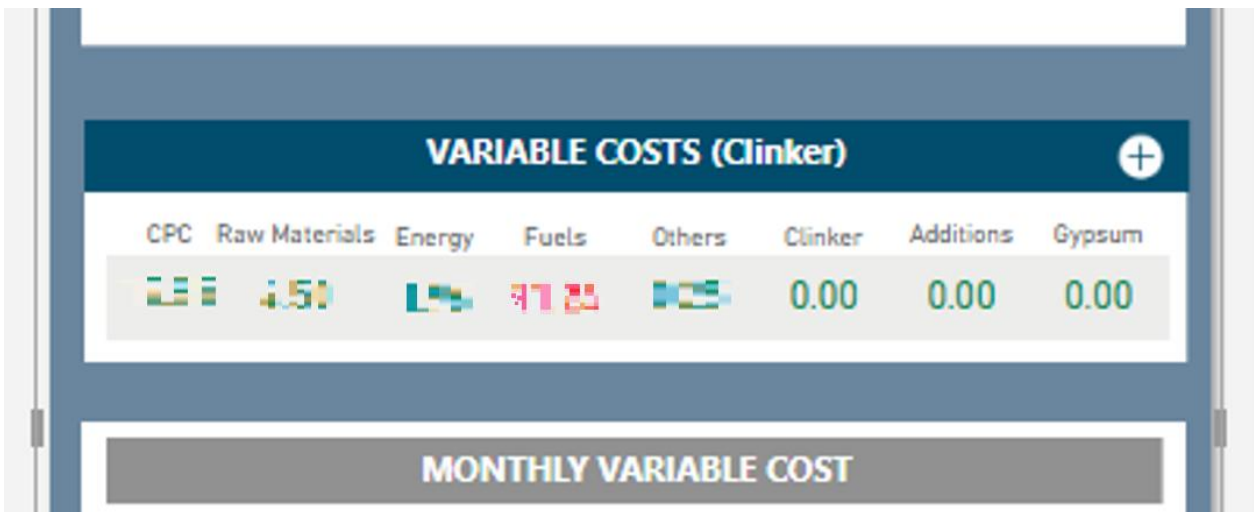 VARIABLE COSTS (Clinker)
CPC Raw Materials Energy Fuels Others Clinker Additions Gypsum
0.00 0.00 0.00
MONTHLY VARIABLE COST